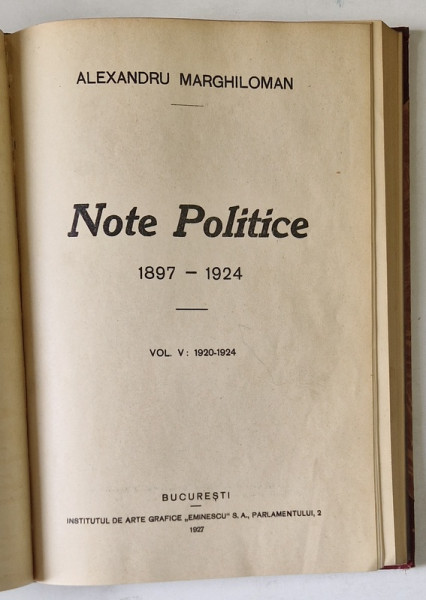 ALEXANDRU MARGHILOMAN
Note Politice
1897 – 1924
VOL. V: 1920-1924
BUCUREȘTI
INSTITUTUL DE ARTE GRAFICE „EMINESCU" S. A., PARLAMENTULUI, 2
1927